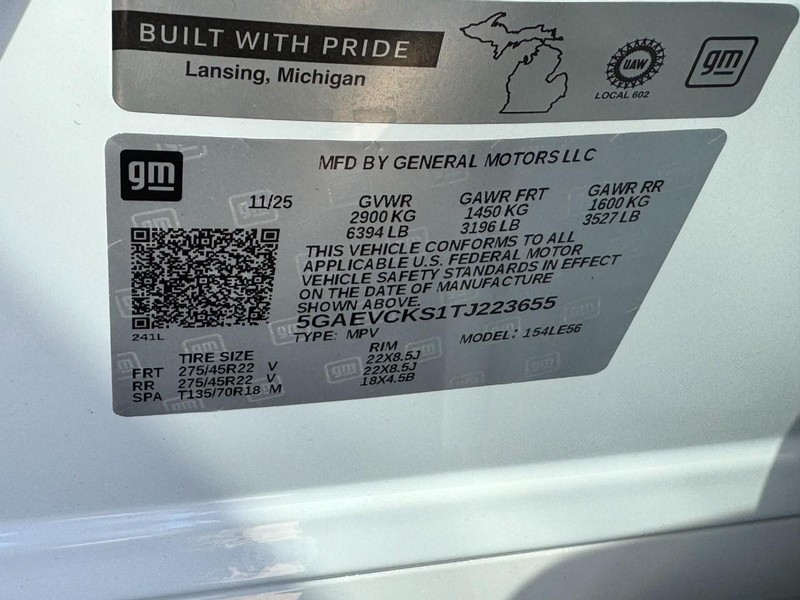 BUILT WITH PRIDE
Lansing, Michigan
UAW
LOCAL 602
gm
gm
MFD BY GENERAL MOTORS LLC
11/25 GVWR GAWR FRT GAWR RR
2900 KG 1450 KG 1600 KG
6394 LB 3196 LB 3527 LB
THIS VEHICLE CONFORMS TO ALL
APPLICABLE U.S. FEDERAL MOTOR
VEHICLE SAFETY STANDARDS IN EFFECT
ON THE DATE OF MANUFACTURE
SHOWN ABOVE.
5GAEVCKS1TJ223655
TYPE: MPV MODEL: 154LE56
241L
TIRE SIZE RIM
FRT 275/45R22 V 22X8.5J
RR 275/45R22 V 22X8.5J
SPA T135/70R18 M 18X4.5B